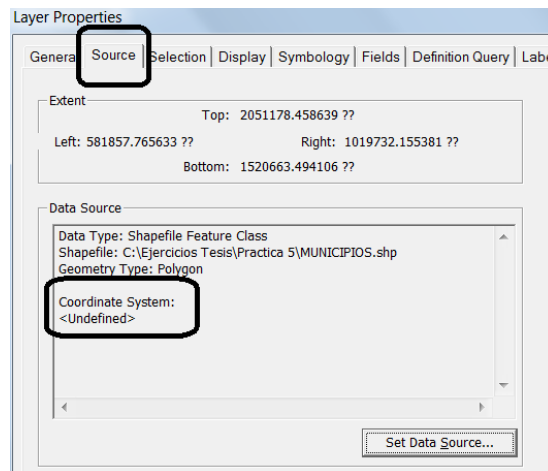 Layer Properties
General Source Selection Display Symbology Fields Definition Query
Extent
Top: 2051178.458639 ??
Left: 581857.765633 ?? Right: 1019732.155381 ??
Bottom: 1520663.494106 ??
Data Source
Data Type: Shapefile Feature Class
Shapefile: C:\Ejercicios Tesis\Practica 5\MUNICIPIOS.shp
Geometry Type: Polygon
Coordinate System:
<Undefined>
Set Data Source...